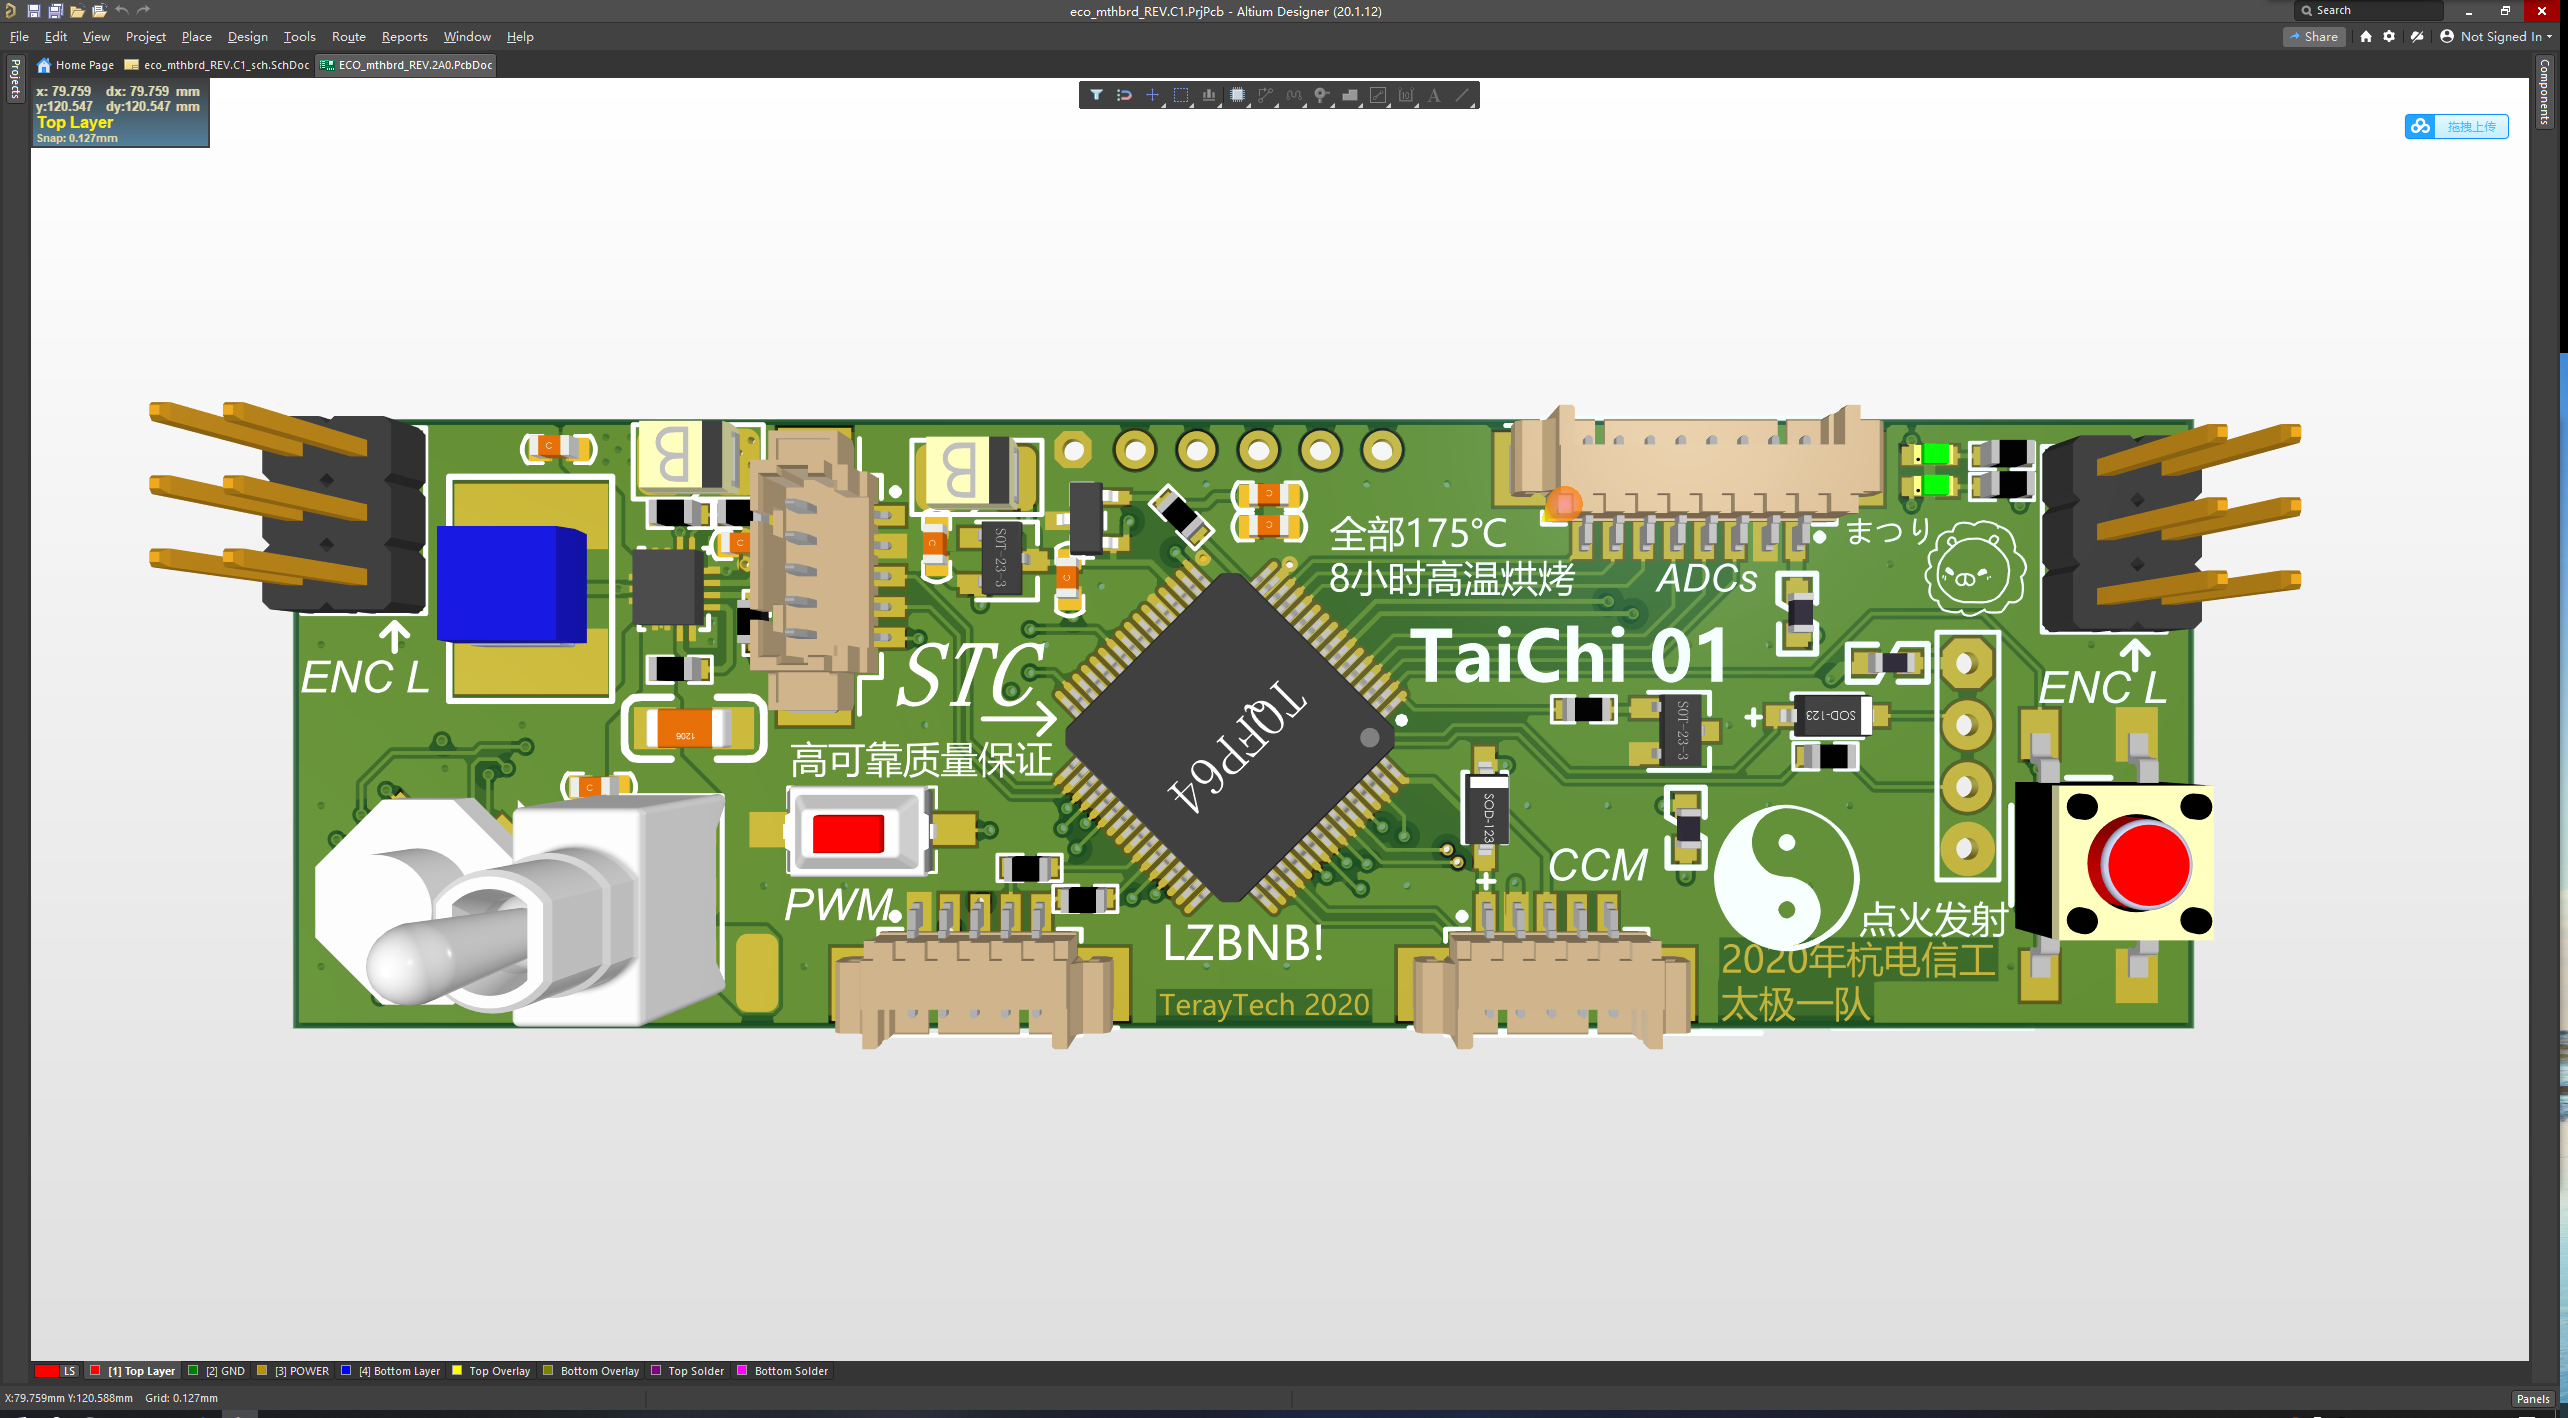 eco_mthbrd_REV.C1.PrjPcb - Altium Designer (20.1.12)
Search
File Edit View Project Place Design Tools Route Reports Window Help
Share
Not Signed In
Projects
Home Page
eco_mthbrd_REV.C1_sch.SchDoc
ECO_mthbrd_REV.2A0.PcbDoc
Components
x: 79.759 dx: 79.759 mm
y:120.547 dy:120.547 mm
Top Layer
Snap: 0.127mm
拖拽上传
C
B
B
C
C
C
C
C
SOT-23-3
全部175℃
8小时高温烘烤
ADCs
まつり
ENC L
STC
TaiChi 01
ENC L
1206
高可靠质量保证
TQFP64
SOT-23-3
SOD-123
C
SOD-123
PWM
CCM
LZBNB!
点火发射
2020年杭电信工
太极一队
TerayTech 2020
LS
[1] Top Layer
[2] GND
[3] POWER
[4] Bottom Layer
Top Overlay
Bottom Overlay
Top Solder
Bottom Solder
X:79.759mm Y:120.588mm Grid: 0.127mm
Panels